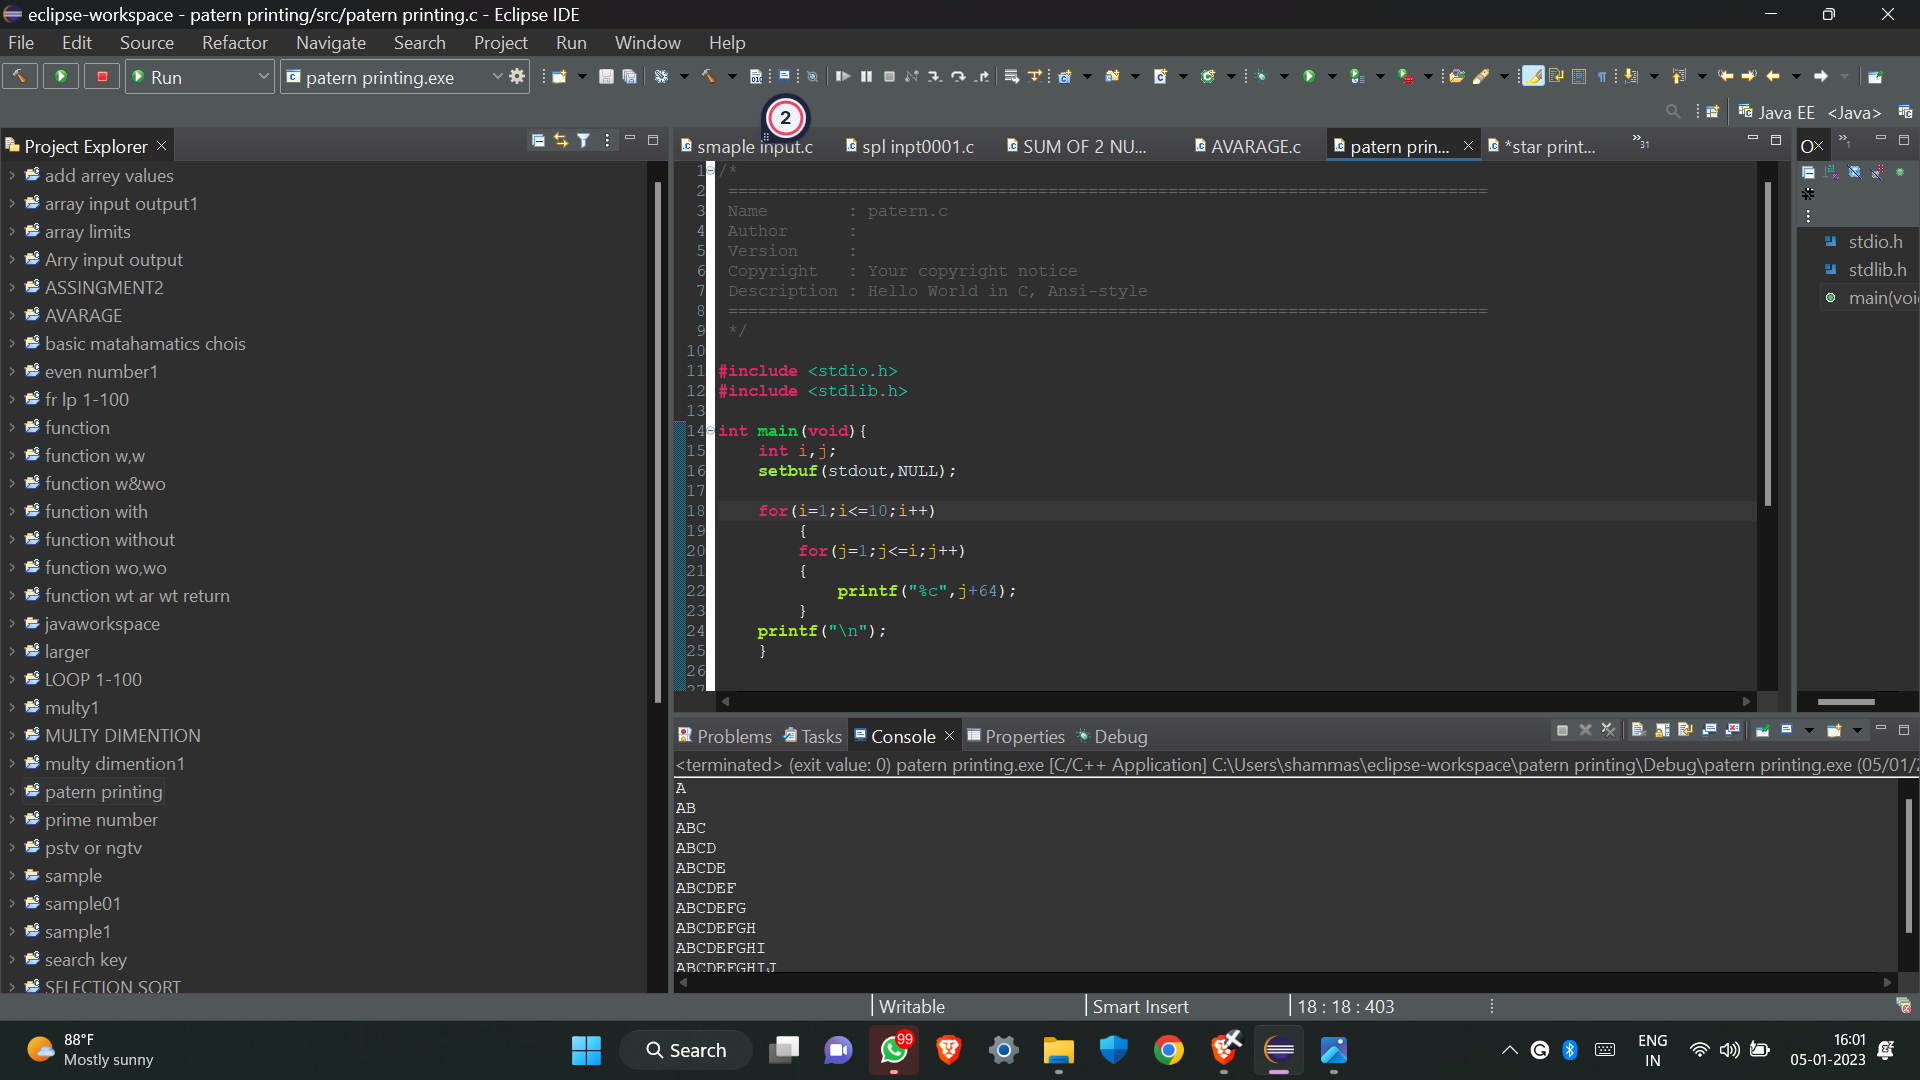 eclipse-workspace - patern printing/src/patern printing.c - Eclipse IDE
File Edit Source Refactor Navigate Search Project Run Window Help
Run patern printing.exe
2
Java EE <Java>
Project Explorer
smaple input.c spl inpt0001.c SUM OF 2 NU... AVARAGE.c patern prin... *star print... »31
add arrey values
array input output1
array limits
Arry input output
ASSINGMENT2
AVARAGE
basic matahamatics chois
even number1
fr lp 1-100
function
function w,w
function w&wo
function with
function without
function wo,wo
function wt ar wt return
javaworkspace
larger
LOOP 1-100
multy1
MULTY DIMENTION
multy dimention1
patern printing
prime number
pstv or ngtv
sample
sample01
sample1
search key
SELECTION SORT
1 /*
2 ============================================================================
3 Name : patern.c
4 Author :
5 Version :
6 Copyright : Your copyright notice
7 Description : Hello World in C, Ansi-style
8 ============================================================================
9 */
10
11 #include <stdio.h>
12 #include <stdlib.h>
13
14 int main(void){
15 int i,j;
16 setbuf(stdout,NULL);
17
18 for(i=1;i<=10;i++)
19 {
20 for(j=1;j<=i;j++)
21 {
22 printf("%c",j+64);
23 }
24 printf("\n");
25 }
26
27
stdio.h
stdlib.h
main(voi
Problems Tasks Console Properties Debug
<terminated> (exit value: 0) patern printing.exe [C/C++ Application] C:\Users\shammas\eclipse-workspace\patern printing\Debug\patern printing.exe (05/01/2
A
AB
ABC
ABCD
ABCDE
ABCDEF
ABCDEFG
ABCDEFGH
ABCDEFGHI
ABCDEFGHIJ
Writable Smart Insert 18 : 18 : 403
88°F
Mostly sunny
Search
99
ENG
IN
16:01
05-01-2023